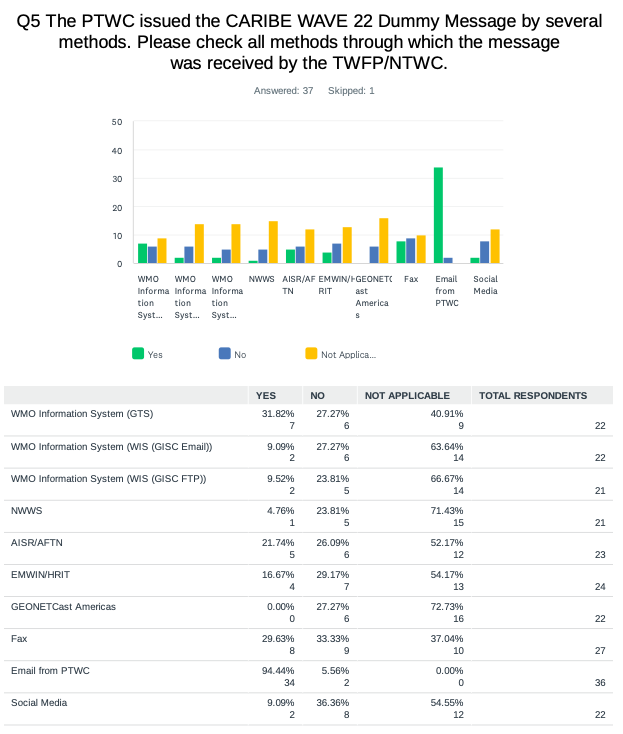 Q5 The PTWC issued the CARIBE WAVE 22 Dummy Message by several
methods. Please check all methods through which the message
was received by the TWFP/NTWC.
Answered: 37 Skipped: 1
50
40
30
20
10
0
WMO
Informa
tion
Syst...
WMO
Informa
tion
Syst...
WMO
Informa
tion
Syst...
NWWS
AISR/AF
TN
EMWIN/H
RIT
GEONETC
ast
America
s
Fax
Email
from
PTWC
Social
Media
Yes No Not Applica...
YES NO NOT APPLICABLE TOTAL RESPONDENTS
WMO Information System (GTS) 31.82% 27.27% 40.91%
7 6 9 22
WMO Information System (WIS (GISC Email)) 9.09% 27.27% 63.64%
2 6 14 22
WMO Information System (WIS (GISC FTP)) 9.52% 23.81% 66.67%
2 5 14 21
NWWS 4.76% 23.81% 71.43%
1 5 15 21
AISR/AFTN 21.74% 26.09% 52.17%
5 6 12 23
EMWIN/HRIT 16.67% 29.17% 54.17%
4 7 13 24
GEONETCast Americas 0.00% 27.27% 72.73%
0 6 16 22
Fax 29.63% 33.33% 37.04%
8 9 10 27
Email from PTWC 94.44% 5.56% 0.00%
34 2 0 36
Social Media 9.09% 36.36% 54.55%
2 8 12 22